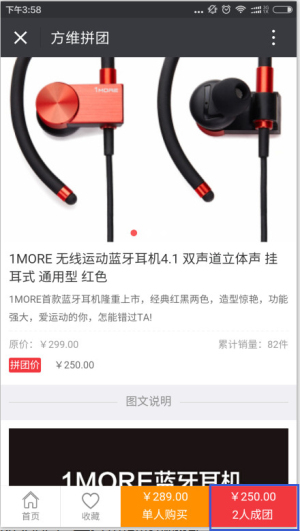 下午3:58
方维拼团
1MORE
1MORE 无线运动蓝牙耳机4.1 双声道立体声 挂
耳式 通用型 红色
1MORE首款蓝牙耳机隆重上市，经典红黑两色，造型惊艳，功能
强大，爱运动的你，怎能错过TA!
原价：￥299.00 累计销量：82件
拼团价 ￥250.00
图文说明
1MORE蓝牙耳机
首页
收藏
￥289.00
单人购买
￥250.00
2人成团